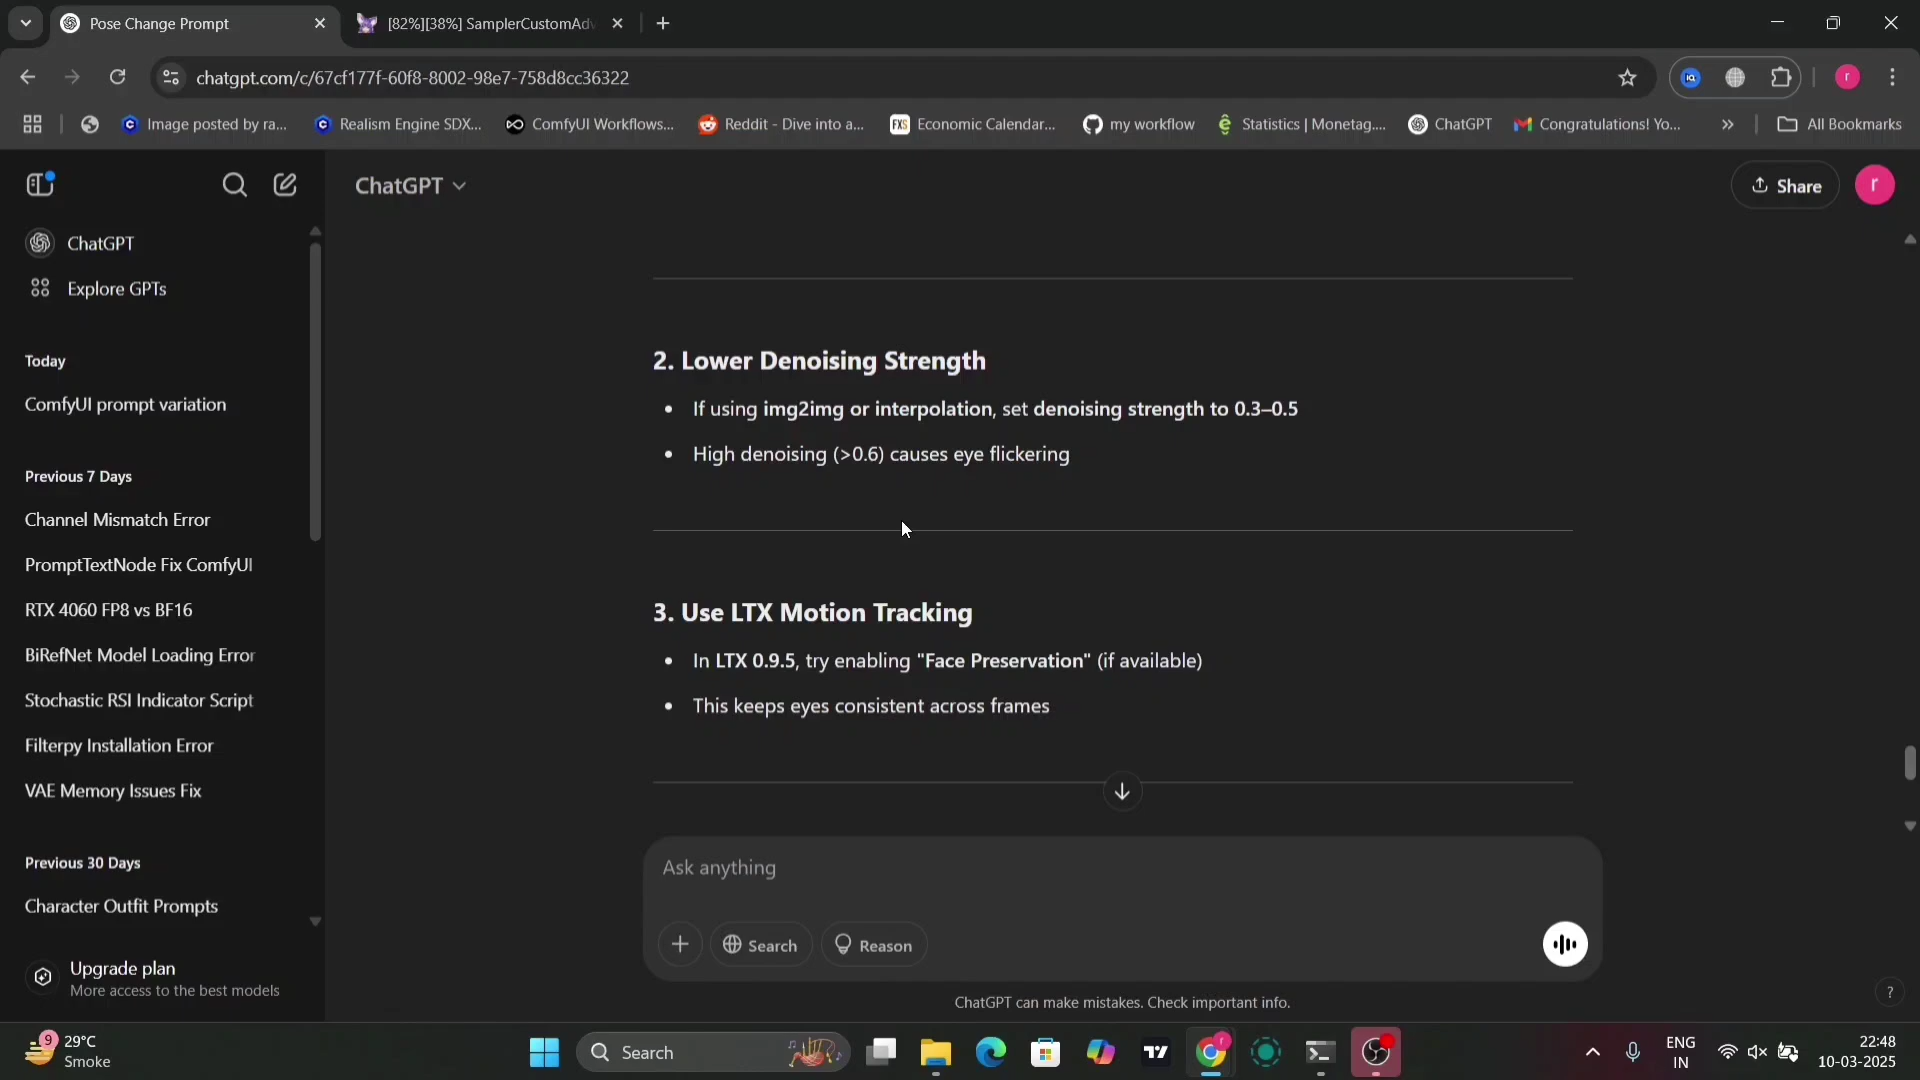 Pose Change Prompt
[82%][38%] SamplerCustomAdv
chatgpt.com/c/67cf177f-60f8-8002-98e7-758d8cc36322
Image posted by ra...
Realism Engine SDX...
ComfyUI Workflows...
Reddit - Dive into a...
FXS
Economic Calendar...
my workflow
Statistics | Monetag....
ChatGPT
Congratulations! Yo...
All Bookmarks
ChatGPT
Share
r
ChatGPT
Explore GPTs
Today
ComfyUI prompt variation
Previous 7 Days
Channel Mismatch Error
PromptTextNode Fix ComfyUI
RTX 4060 FP8 vs BF16
BiRefNet Model Loading Error
Stochastic RSI Indicator Script
Filterpy Installation Error
VAE Memory Issues Fix
Previous 30 Days
Character Outfit Prompts
Upgrade plan
More access to the best models
2. Lower Denoising Strength
• If using img2img or interpolation, set denoising strength to 0.3–0.5
• High denoising (>0.6) causes eye flickering
3. Use LTX Motion Tracking
• In LTX 0.9.5, try enabling "Face Preservation" (if available)
• This keeps eyes consistent across frames
Ask anything
Search
Reason
ChatGPT can make mistakes. Check important info.
?
9
29°C
Smoke
Search
ENG
IN
22:48
10-03-2025